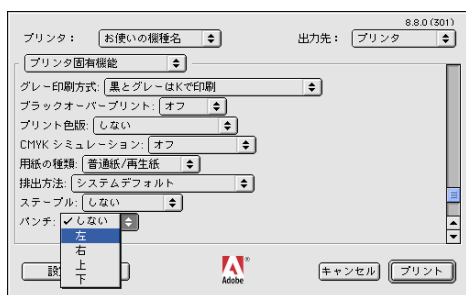 8.8.0 (301)
プリンタ： お使いの機種名 出力先： プリンタ
プリンタ固有機能
グレー印刷方式: 黒とグレーはKで印刷
ブラックオーバープリント: オフ
プリント色版: しない
CMYK シミュレーション: オフ
用紙の種類: 普通紙/再生紙
排出方法: システムデフォルト
ステープル: しない
パンチ: ✓しない
左
右
上
下
設
Adobe
キャンセル プリント